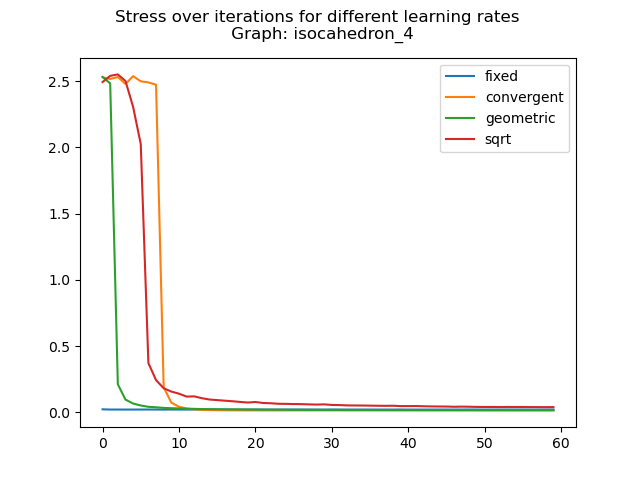 Stress over iterations for different learning rates
Graph: isocahedron_4
fixed
convergent
geometric
sqrt
2.5
2.0
1.5
1.0
0.5
0.0
0 10 20 30 40 50 60